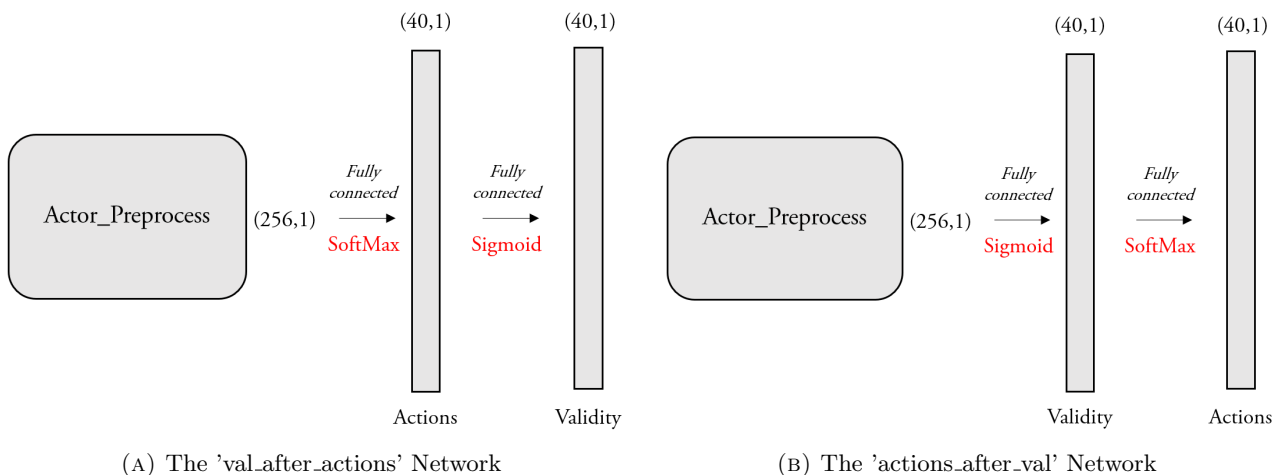 (40,1)
(40,1)
Actor_Preprocess
(256,1)
Fully
connected
SoftMax
Fully
connected
Sigmoid
Actions
Validity
(A) The 'val_after_actions' Network
(40,1)
(40,1)
Actor_Preprocess
(256,1)
Fully
connected
Sigmoid
Fully
connected
SoftMax
Validity
Actions
(B) The 'actions_after_val' Network